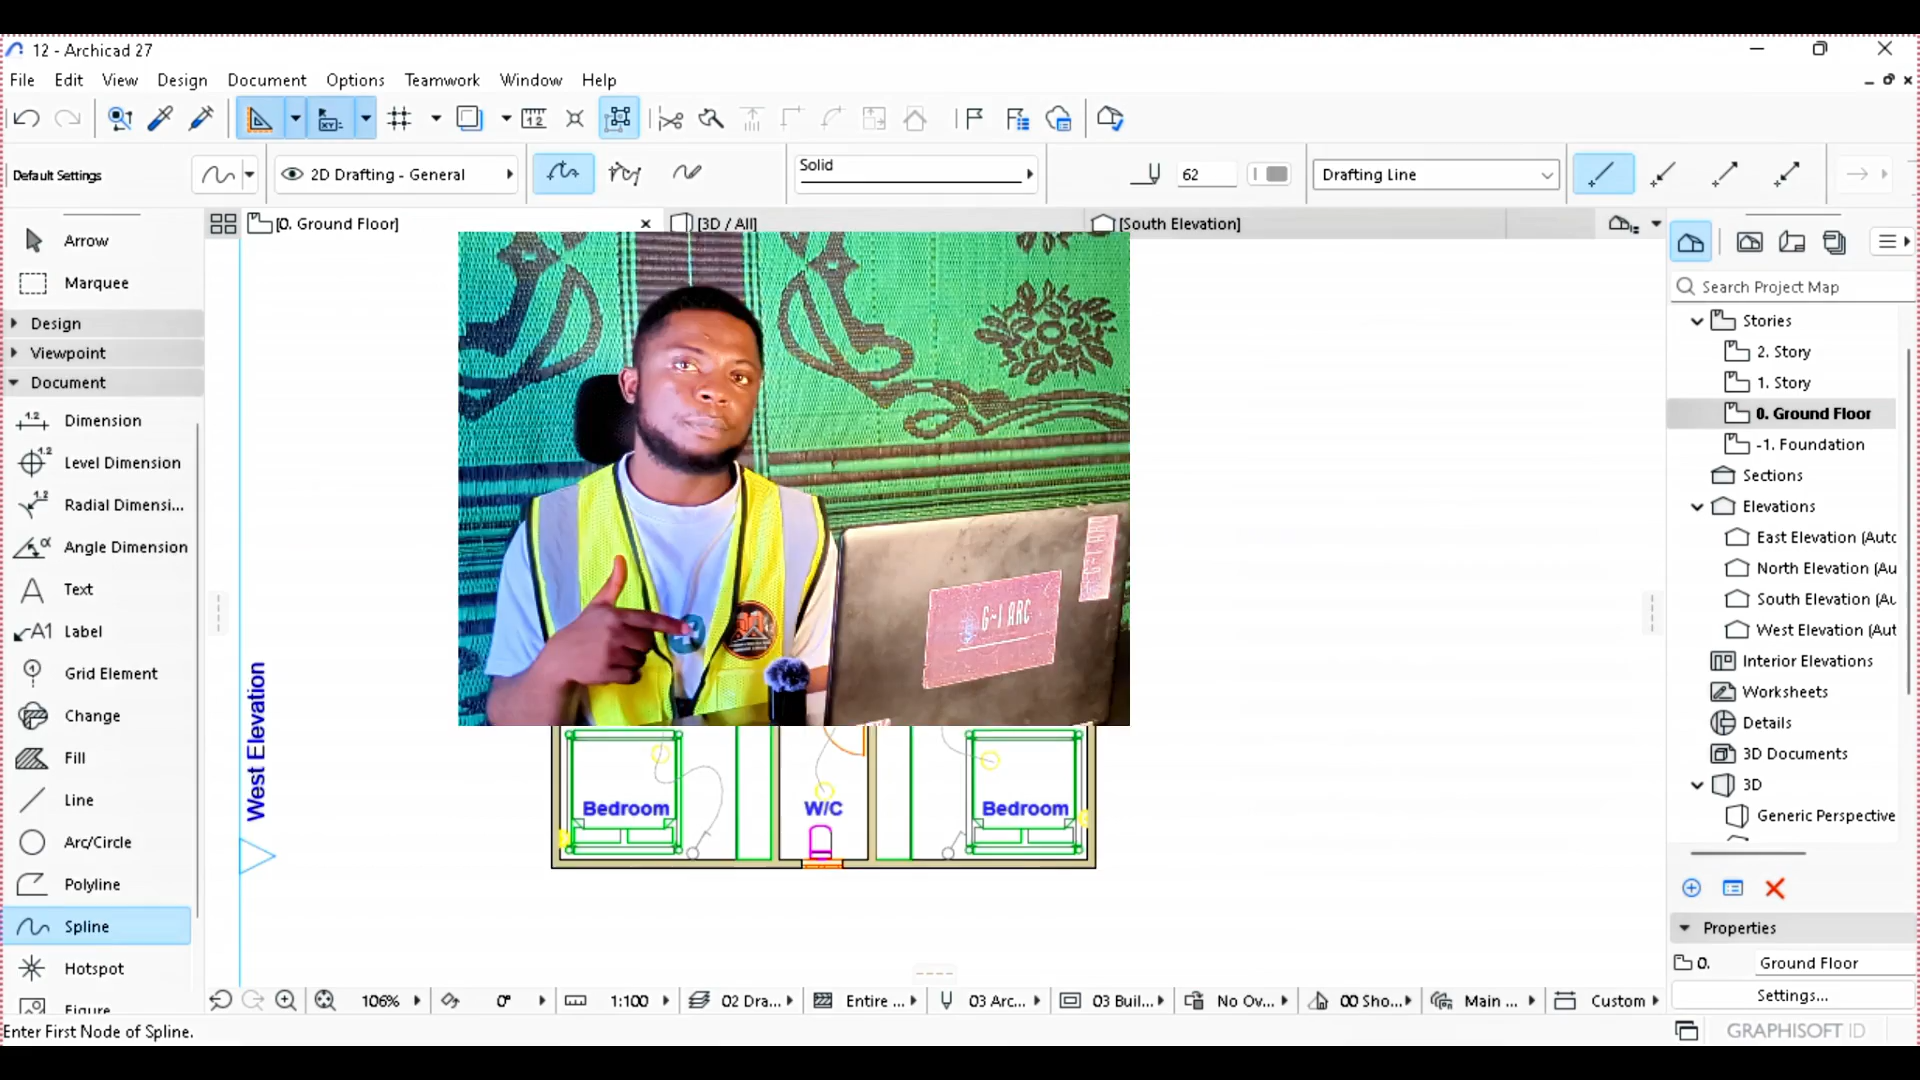 12 - Archicad 27
File Edit View Design Document Options Teamwork Window Help
Default Settings
2D Drafting - General
Solid
62
Drafting Line
[0. Ground Floor]
[3D / All]
[South Elevation]
Arrow
Marquee
Design
Viewpoint
Document
Dimension
Level Dimension
Radial Dimensi...
Angle Dimension
Text
Label
Grid Element
Change
Fill
Line
Arc/Circle
Polyline
Spline
Hotspot
Figure
West Elevation
G~I ARC
Bedroom
W/C
Bedroom
Search Project Map
Stories
2. Story
1. Story
0. Ground Floor
-1. Foundation
Sections
Elevations
East Elevation (Autc
North Elevation (Au
South Elevation (Au
West Elevation (Aut
Interior Elevations
Worksheets
Details
3D Documents
3D
Generic Perspective
Properties
0. Ground Floor
Settings...
106% 0° 1:100 02 Dra... Entire ... 03 Arc... 03 Buil... No Ov... 00 Sho... Main ... Custom
Enter First Node of Spline.
GRAPHISOFT ID